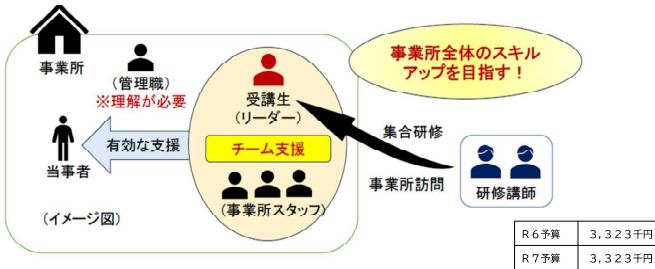 事業所
(管理職)
※理解が必要
受講生
(リーダー)
事業所全体のスキル
アップを目指す!
集合研修
有効な支援
チーム支援
当事者
事業所訪問
研修講師
(事業所スタッフ)
(イメージ図)
R6予算 3,323千円
R7予算 3,323千円